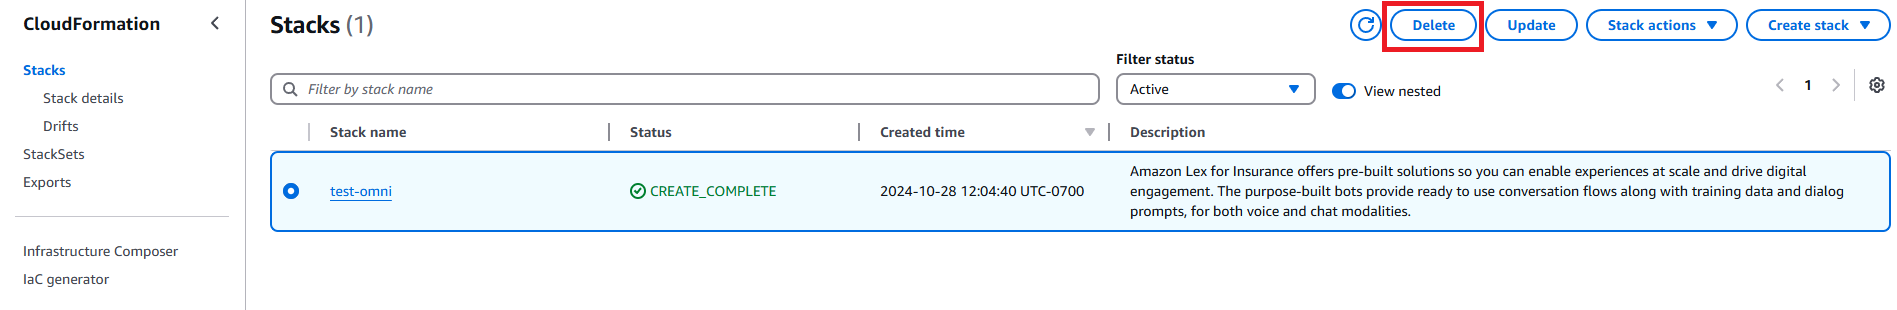 CloudFormation
Stacks
Stack details
Drifts
StackSets
Exports
Infrastructure Composer
IaC generator
Stacks (1)
Delete
Update
Stack actions
Create stack
Filter by stack name
Filter status
Active
View nested
1
Stack name
Status
Created time
Description
test-omni
CREATE_COMPLETE
2024-10-28 12:04:40 UTC-0700
Amazon Lex for Insurance offers pre-built solutions so you can enable experiences at scale and drive digital
engagement. The purpose-built bots provide ready to use conversation flows along with training data and dialog
prompts, for both voice and chat modalities.